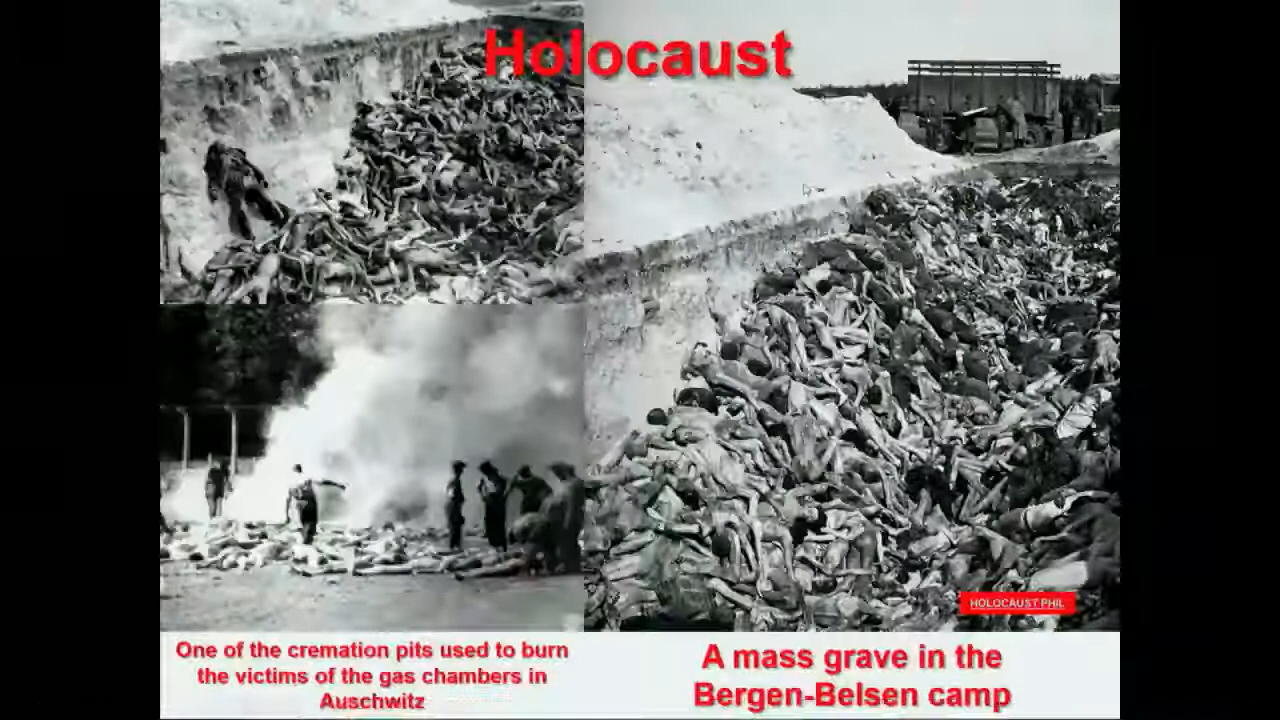 Holocaust
HOLOCAUST PHIL
One of the cremation pits used to burn
the victims of the gas chambers in
Auschwitz
A mass grave in the
Bergen-Belsen camp